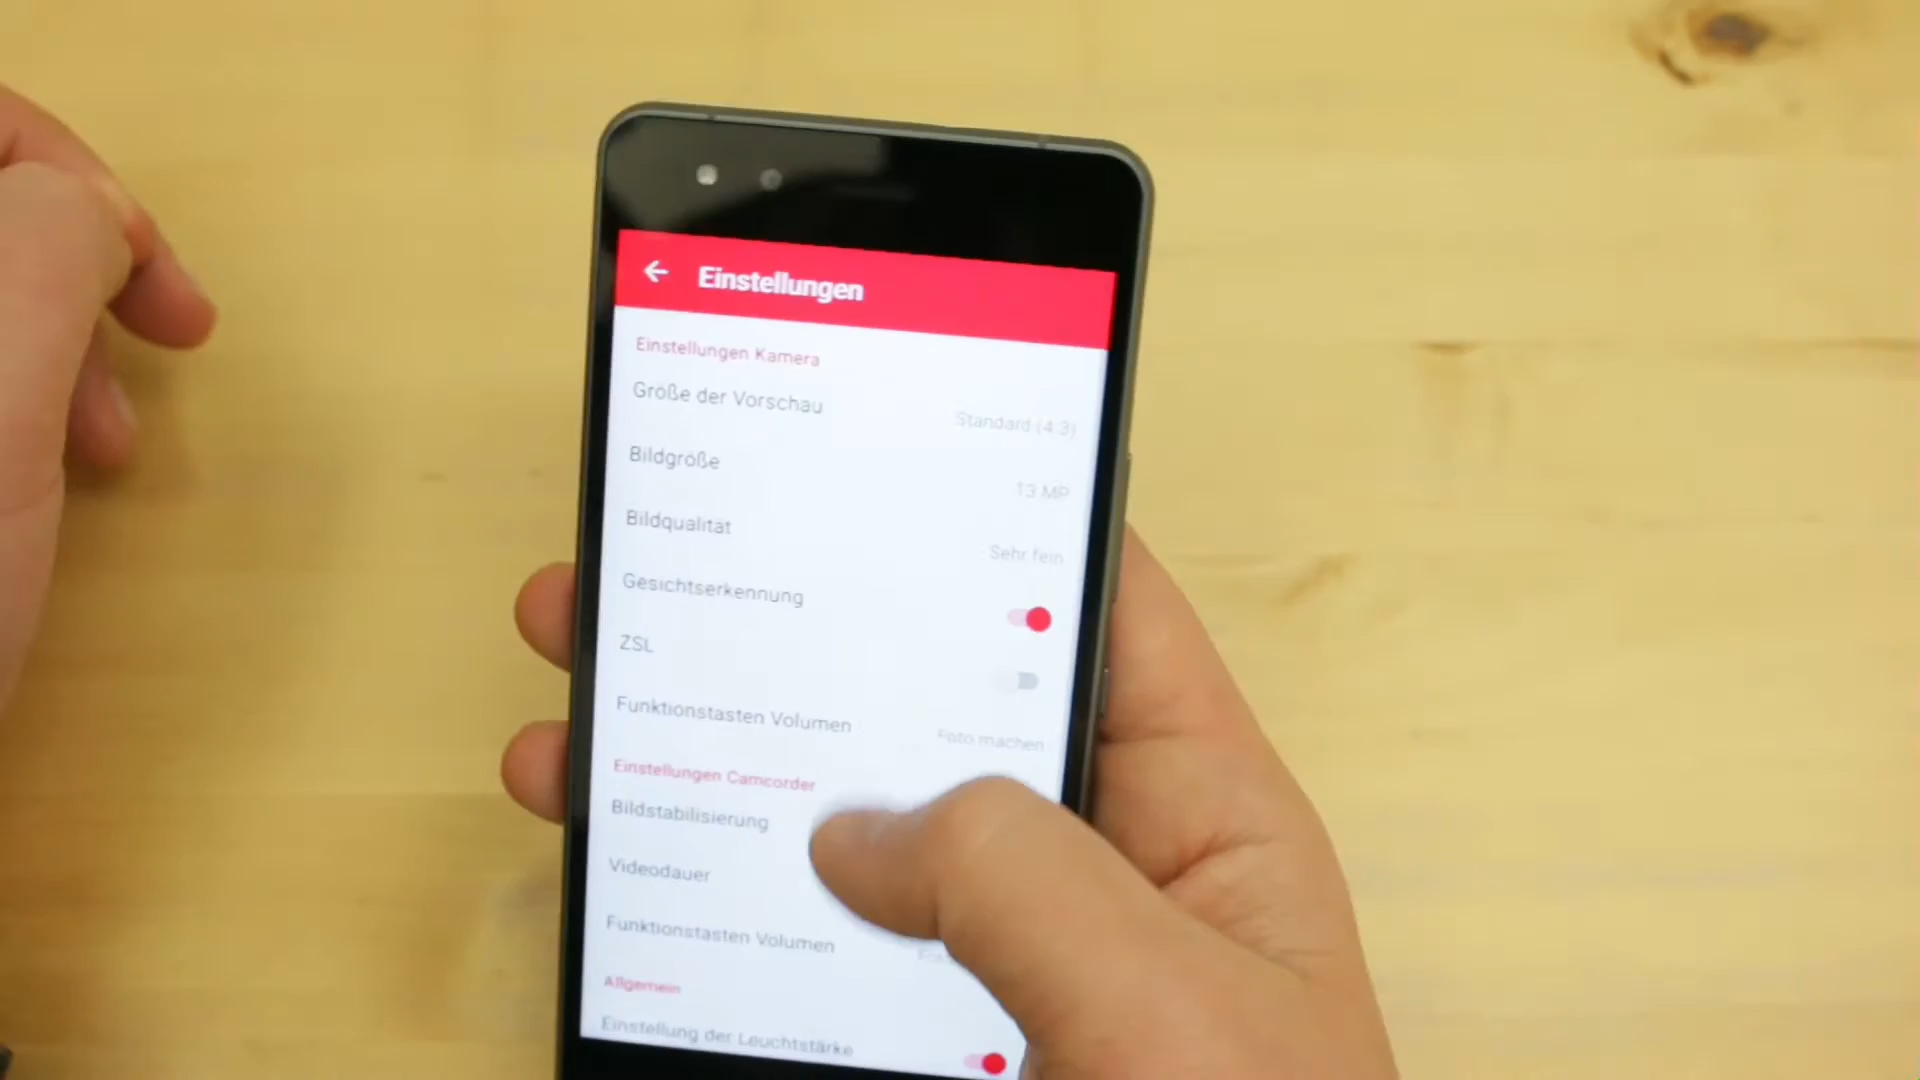 Einstellungen
Einstellungen Kamera
Größe der Vorschau
Standard (4:3)
Bildgröße
13 MP
Bildqualität
Sehr fein
Gesichtserkennung
ZSL
Funktionstasten Volumen
Foto machen
Einstellungen Camcorder
Bildstabilisierung
Videodauer
Funktionstasten Volumen
Allgemein
Einstellung der Leuchtstärke